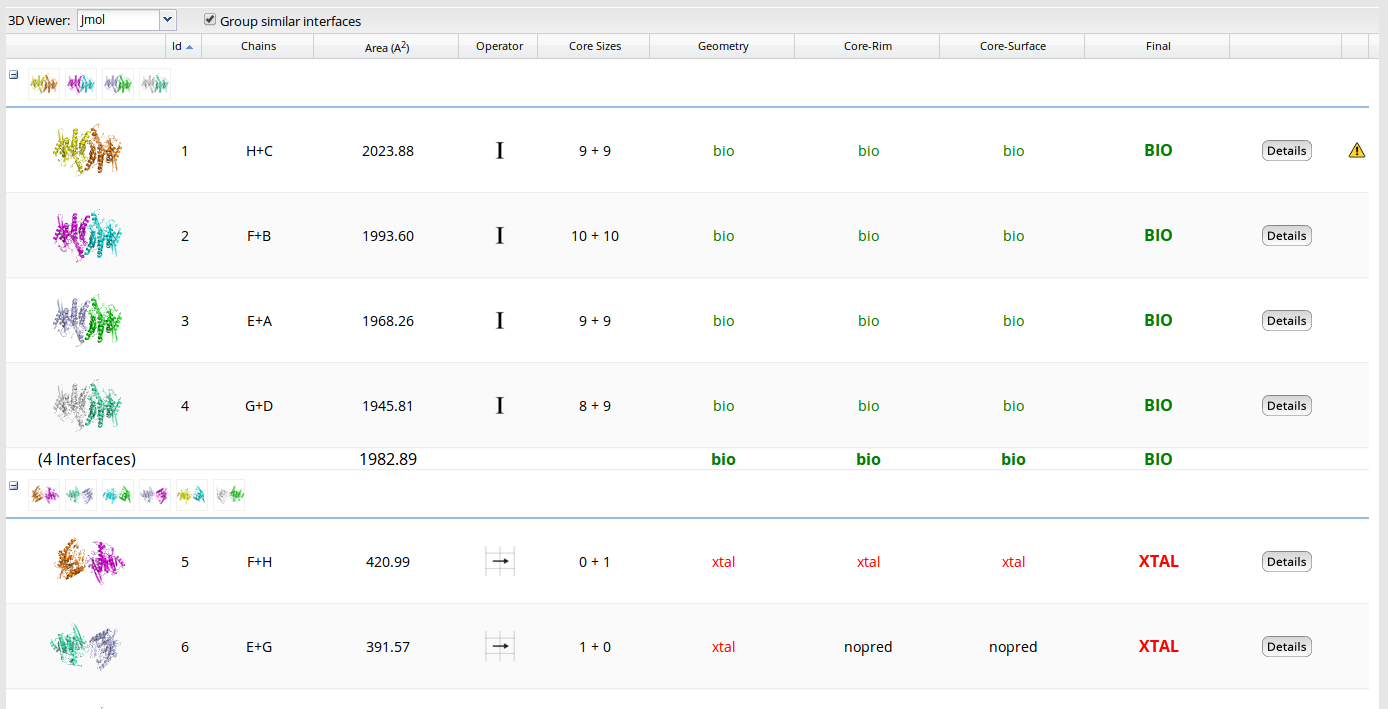 3D Viewer: Jmol Group similar interfaces
Id Chains Area (A2) Operator Core Sizes Geometry Core-Rim Core-Surface Final
1 H+C 2023.88 I 9 + 9 bio bio bio BIO Details
2 F+B 1993.60 I 10 + 10 bio bio bio BIO Details
3 E+A 1968.26 I 9 + 9 bio bio bio BIO Details
4 G+D 1945.81 I 8 + 9 bio bio bio BIO Details
(4 Interfaces) 1982.89 bio bio bio BIO
5 F+H 420.99 0 + 1 xtal xtal xtal XTAL Details
6 E+G 391.57 1 + 0 xtal nopred nopred XTAL Details